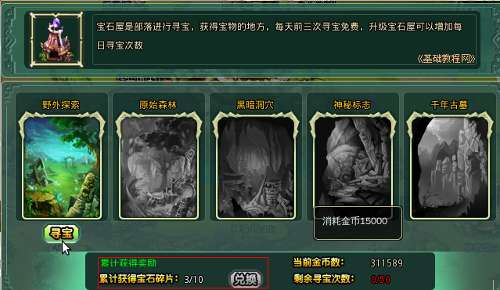 宝石屋是部落进行寻宝，获得宝物的地方，每天前三次寻宝免费，升级宝石屋可以增加每
日寻宝次数
《基础教程网》
野外探索 原始森林 黑暗洞穴 神秘标志 千年古墓
寻宝
消耗金币15000
累计获得奖励
当前金币数： 311589
累计获得宝石碎片： 3/10 兑换
剩余寻宝次数： 0/56